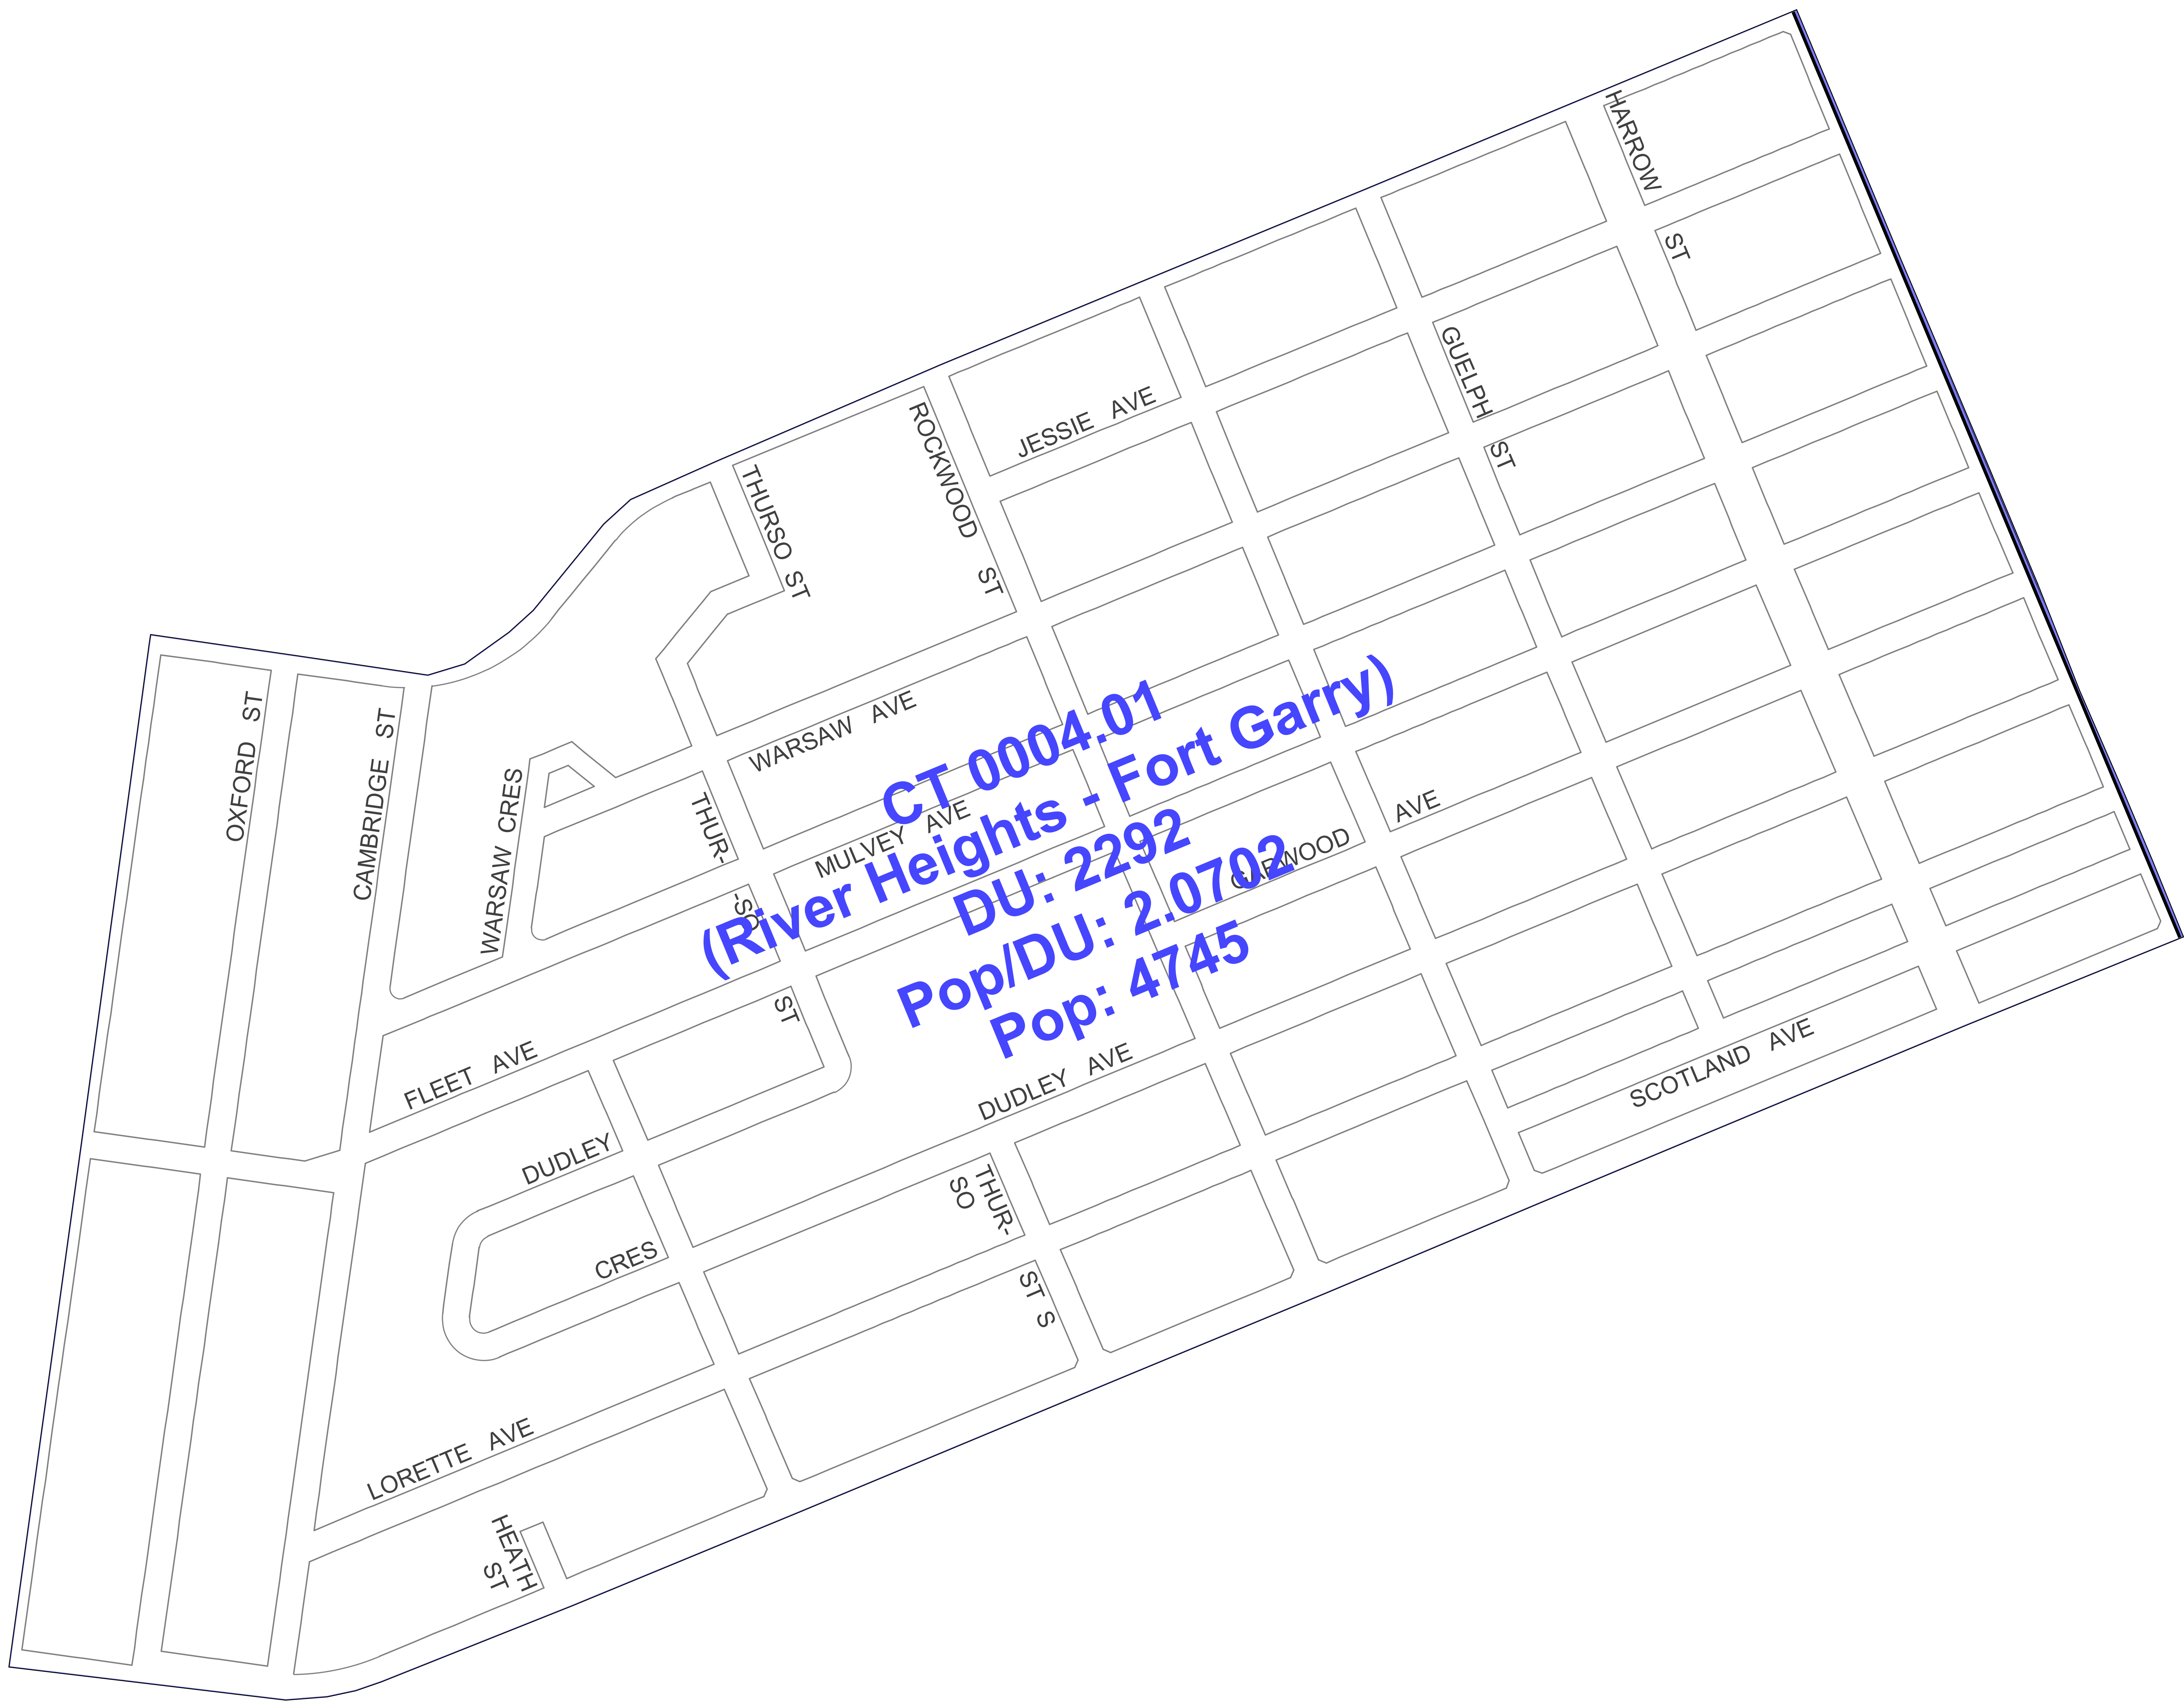 HARROW
ST
GUELPH
ST
JESSIE AVE
ROCKWOOD ST
THURSO ST
OXFORD ST
CAMBRIDGE ST
WARSAW CRES
WARSAW AVE
THUR-
-SO
ST
MULVEY AVE
CT 0004.01
(River Heights - Fort Garry)
DU: 2292
Pop/DU: 2.0702
Pop: 4745
GARWOOD
AVE
FLEET AVE
DUDLEY AVE
SCOTLAND AVE
DUDLEY
CRES
THUR-
SO
ST S
LORETTE AVE
HEATH
ST